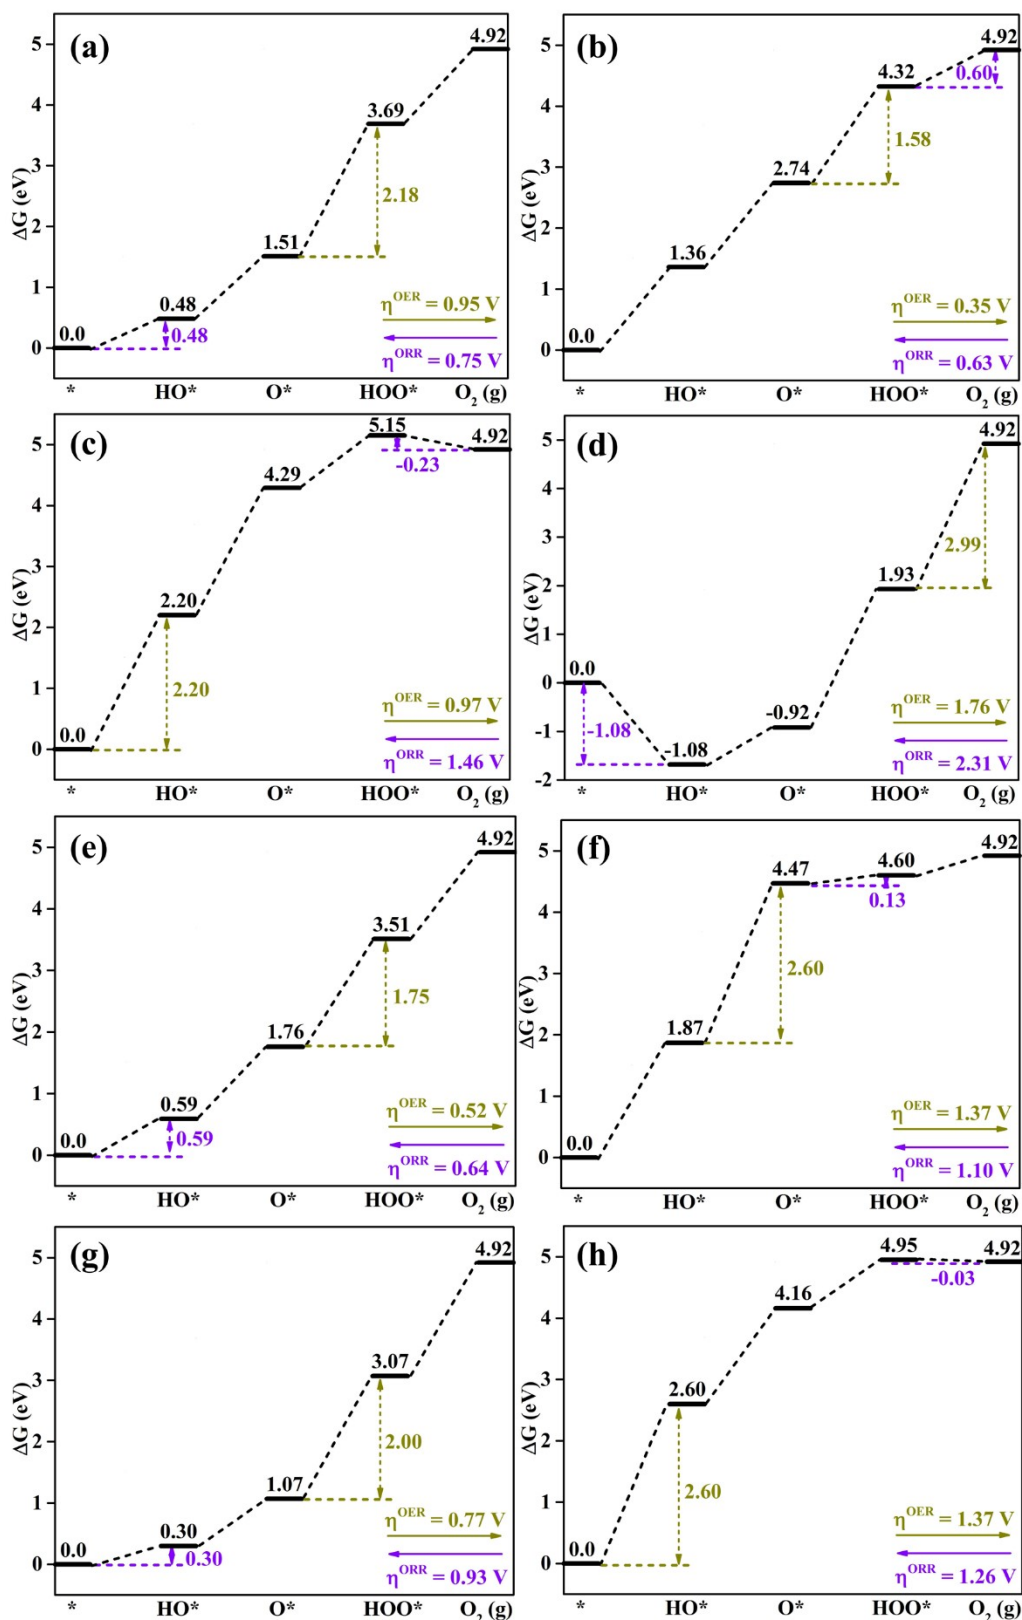 (a)
ΔG (eV)
5
4
3
2
1
0
0.0
0.48
1.51
3.69
4.92
2.18
0.48
η^OER = 0.95 V
η^ORR = 0.75 V
* HO* O* HOO* O₂ (g)
(b)
ΔG (eV)
5
4
3
2
1
0
0.0
1.36
2.74
4.32
4.92
0.60
1.58
η^OER = 0.35 V
η^ORR = 0.63 V
* HO* O* HOO* O₂ (g)
(c)
ΔG (eV)
5
4
3
2
1
0
0.0
2.20
4.29
5.15
4.92
-0.23
2.20
η^OER = 0.97 V
η^ORR = 1.46 V
* HO* O* HOO* O₂ (g)
(d)
ΔG (eV)
5
4
3
2
1
0
-1
-2
0.0
-1.08
-0.92
1.93
4.92
2.99
-1.08
η^OER = 1.76 V
η^ORR = 2.31 V
* HO* O* HOO* O₂ (g)
(e)
ΔG (eV)
5
4
3
2
1
0
0.0
0.59
1.76
3.51
4.92
1.75
0.59
η^OER = 0.52 V
η^ORR = 0.64 V
* HO* O* HOO* O₂ (g)
(f)
ΔG (eV)
5
4
3
2
1
0
0.0
1.87
4.47
4.60
4.92
0.13
2.60
η^OER = 1.37 V
η^ORR = 1.10 V
* HO* O* HOO* O₂ (g)
(g)
ΔG (eV)
5
4
3
2
1
0
0.0
0.30
1.07
3.07
4.92
2.00
0.30
η^OER = 0.77 V
η^ORR = 0.93 V
* HO* O* HOO* O₂ (g)
(h)
ΔG (eV)
5
4
3
2
1
0
0.0
2.60
4.16
4.95
4.92
-0.03
2.60
η^OER = 1.37 V
η^ORR = 1.26 V
* HO* O* HOO* O₂ (g)